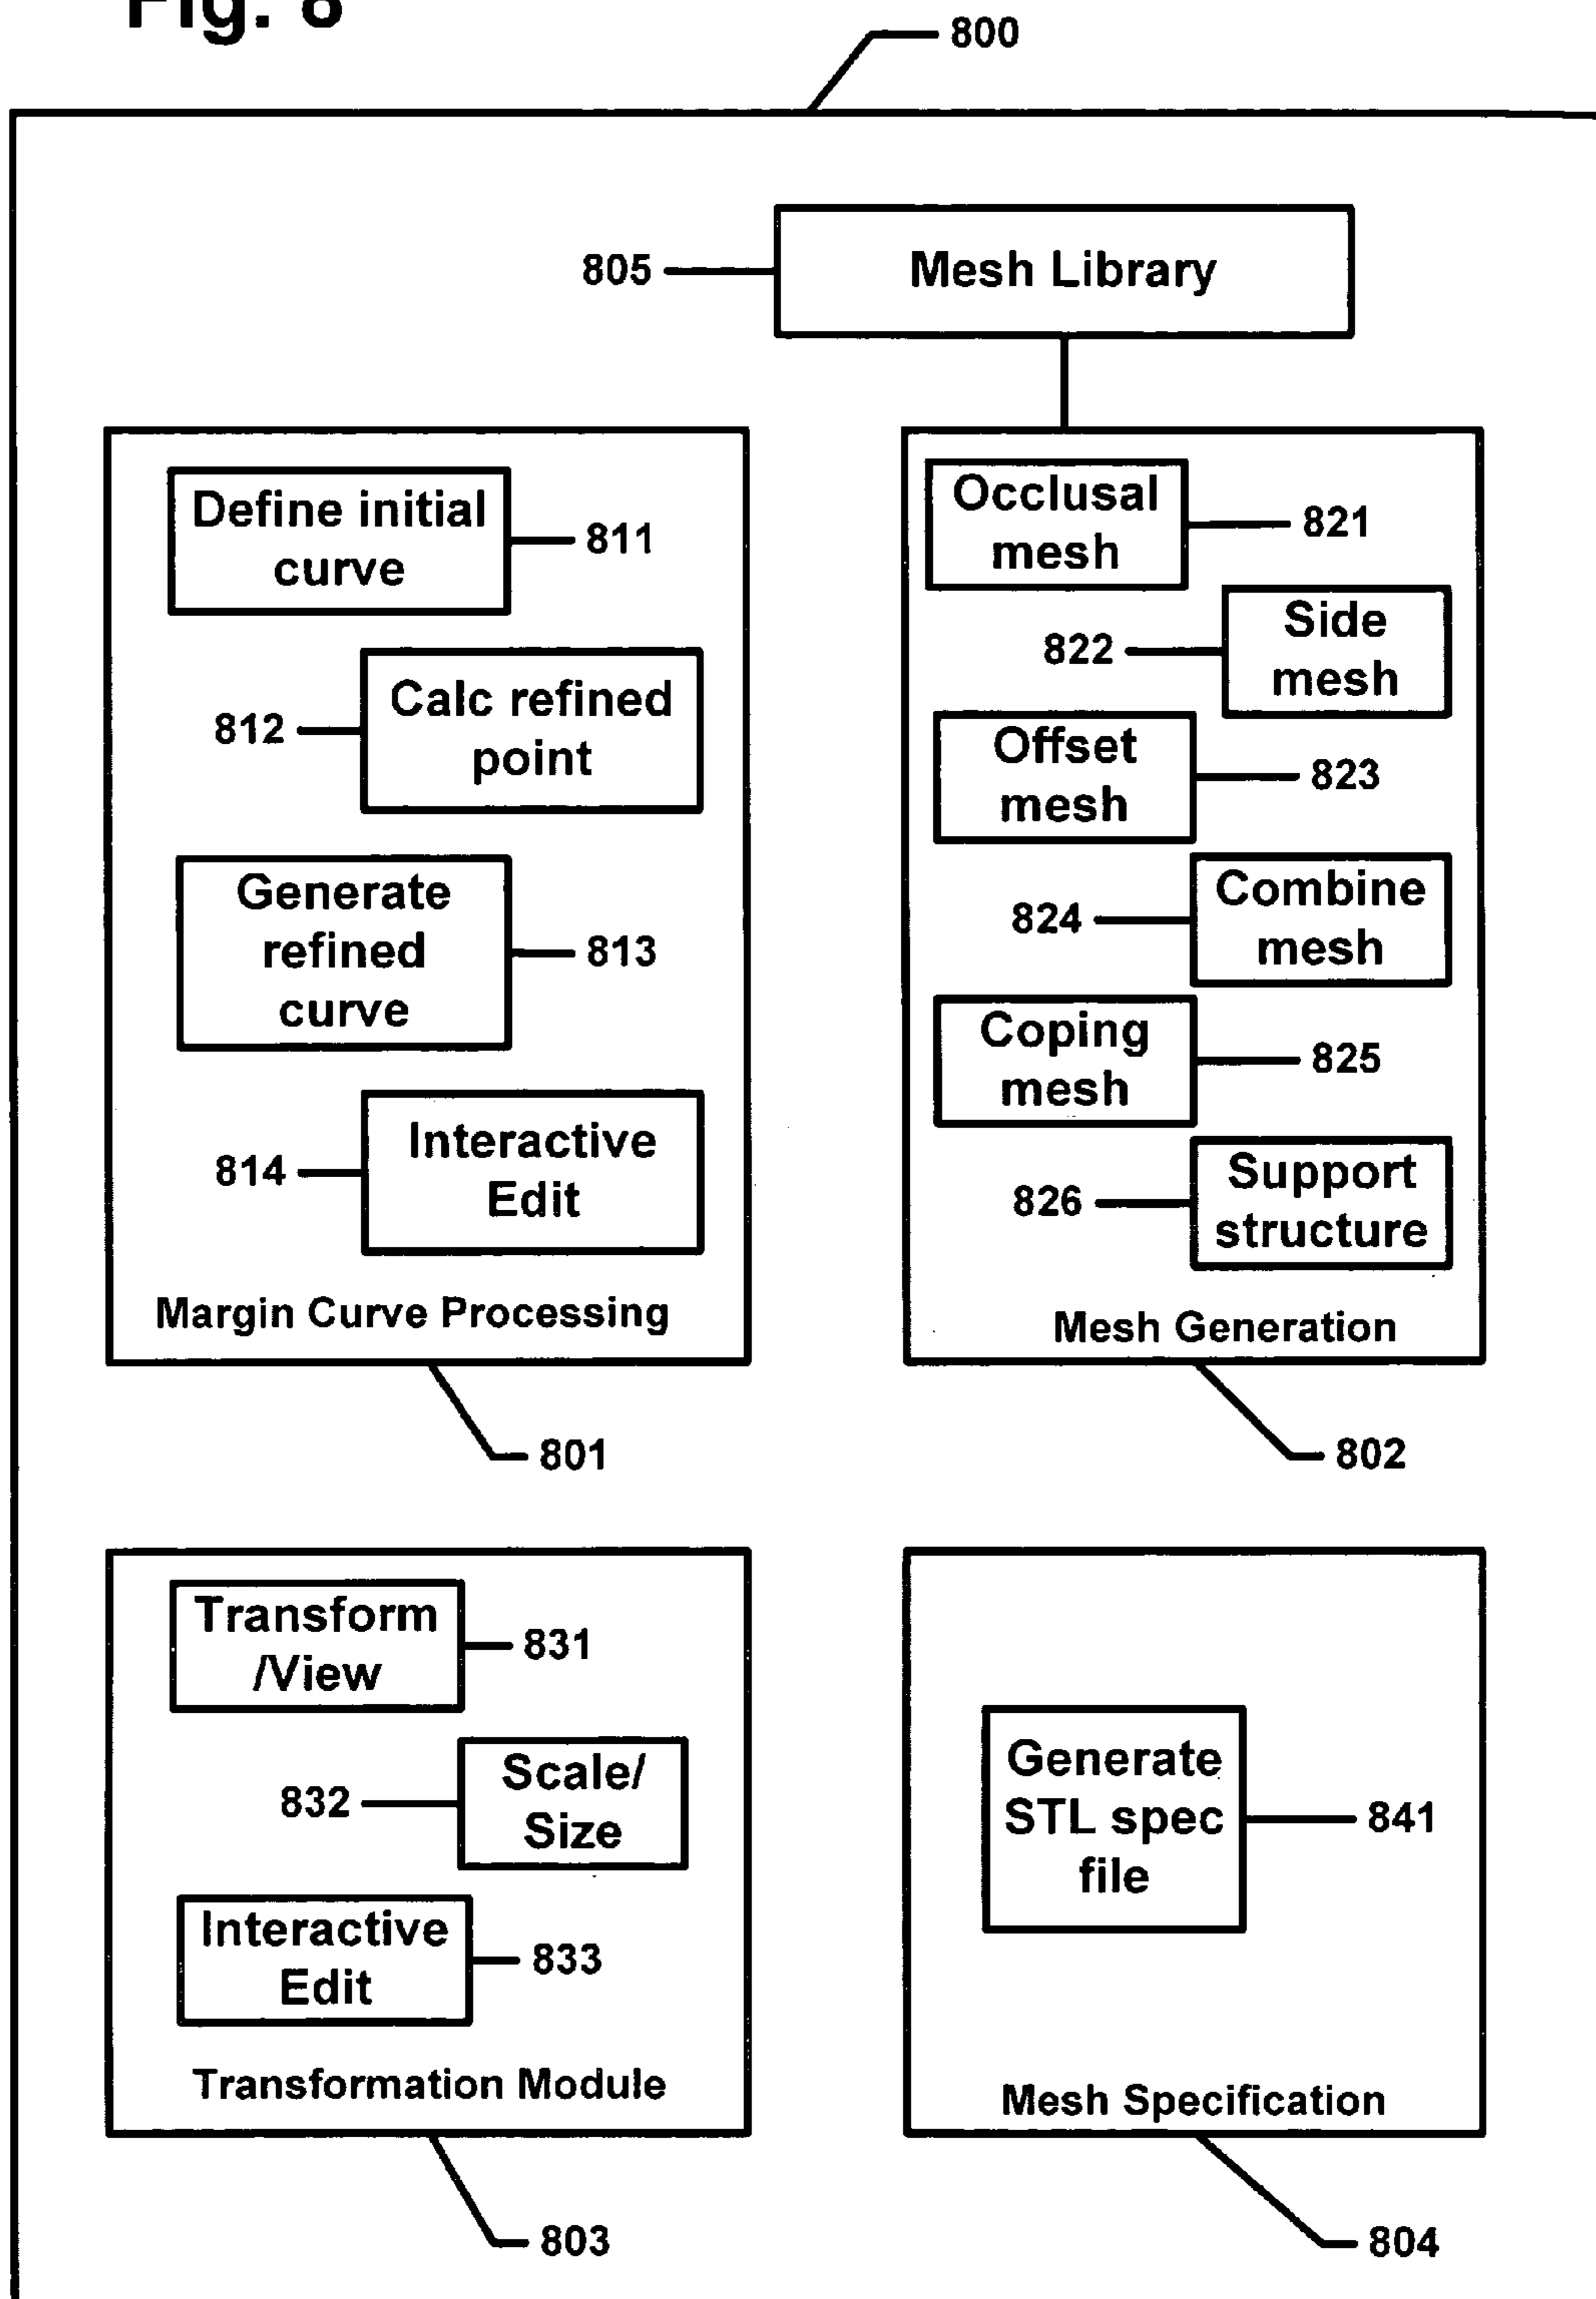 Fig. 8
800
805
Mesh Library
Define initial
curve
811
812
Calc refined
point
Generate
refined
curve
813
814
Interactive
Edit
Margin Curve Processing
801
Occlusal
mesh
821
822
Side
mesh
Offset
mesh
823
824
Combine
mesh
Coping
mesh
825
826
Support
structure
Mesh Generation
802
Transform
/View
831
832
Scale/
Size
Interactive
Edit
833
Transformation Module
803
Generate
STL spec
file
841
Mesh Specification
804